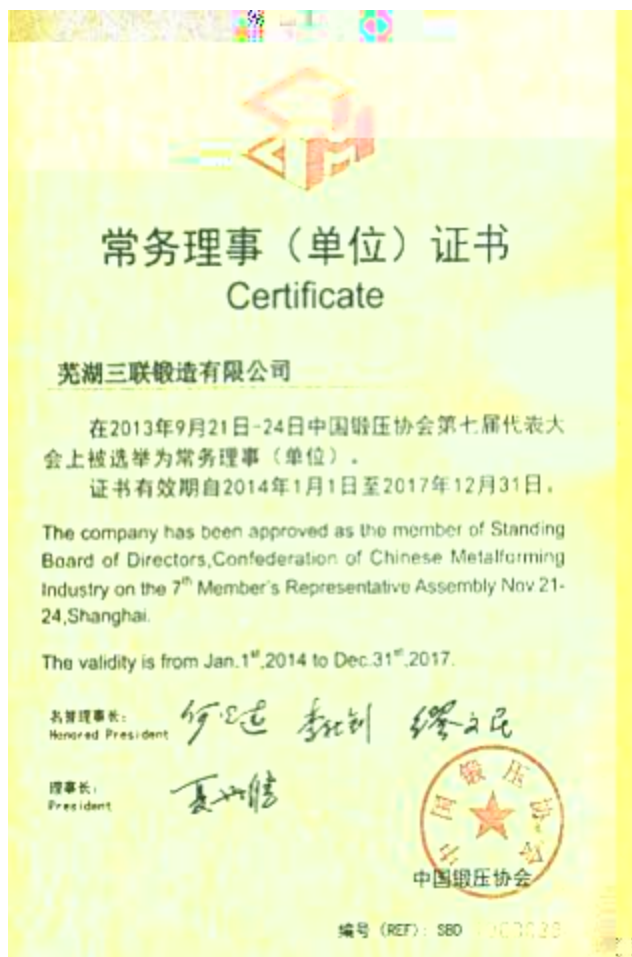 常务理事（单位）证书
Certificate
芜湖三联锻造有限公司
在2013年9月21日-24日中国锻压协会第七届代表大
会上被选举为常务理事（单位）。
证书有效期自2014年1月1日至2017年12月31日。
The company has been approved as the member of Standing
Board of Directors,Confederation of Chinese Metalforming
Industry on the 7th Member's Representative Assembly Nov 21-
24,Shanghai.
The validity is from Jan.1st,2014 to Dec.31st,2017.
名誉理事长：
Honored President
理事长：
President
中国锻压协会
中国锻压协会
编号（REF）：SBD